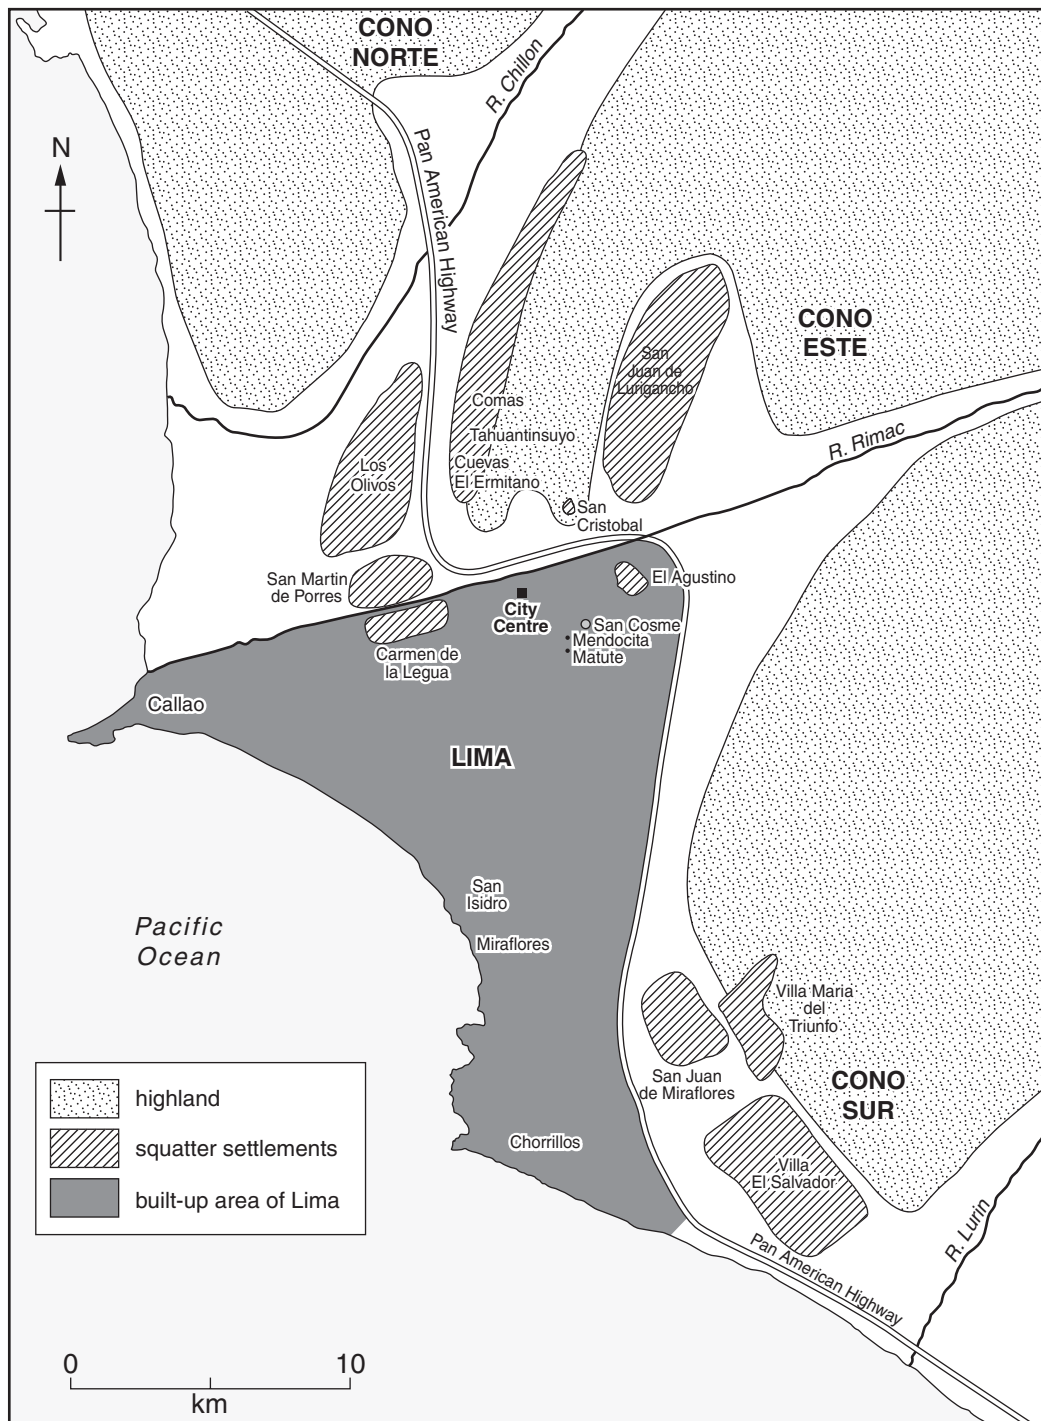 CONO
NORTE
R. Chillon
N
Pan American Highway
CONO
ESTE
San
Juan de
Lurigancho
Comas
Tahuantinsuyo
R. Rimac
Los
Olivos
Cuevas
El Ermitano
San
Cristobal
San Martin
de Porres
El Agustino
City
Centre
San Cosme
Mendocita
Matute
Carmen de
la Legua
Callao
LIMA
San
Isidro
Pacific
Ocean
Miraflores
Villa Maria
del
Triunfo
San Juan
de Miraflores
CONO
SUR
highland
squatter settlements
built-up area of Lima
Chorrillos
Villa
El Salvador
R. Lurin
Pan American Highway
0 10
km